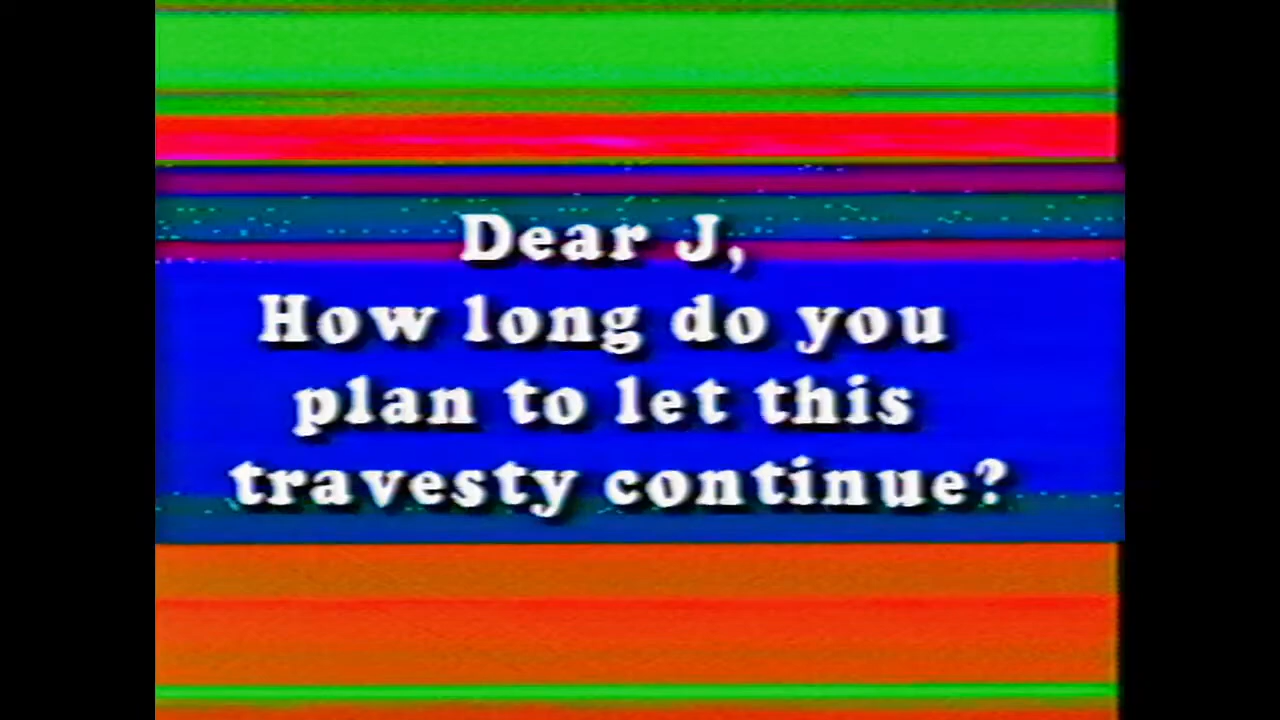 Dear J,
How long do you
plan to let this
travesty continue?